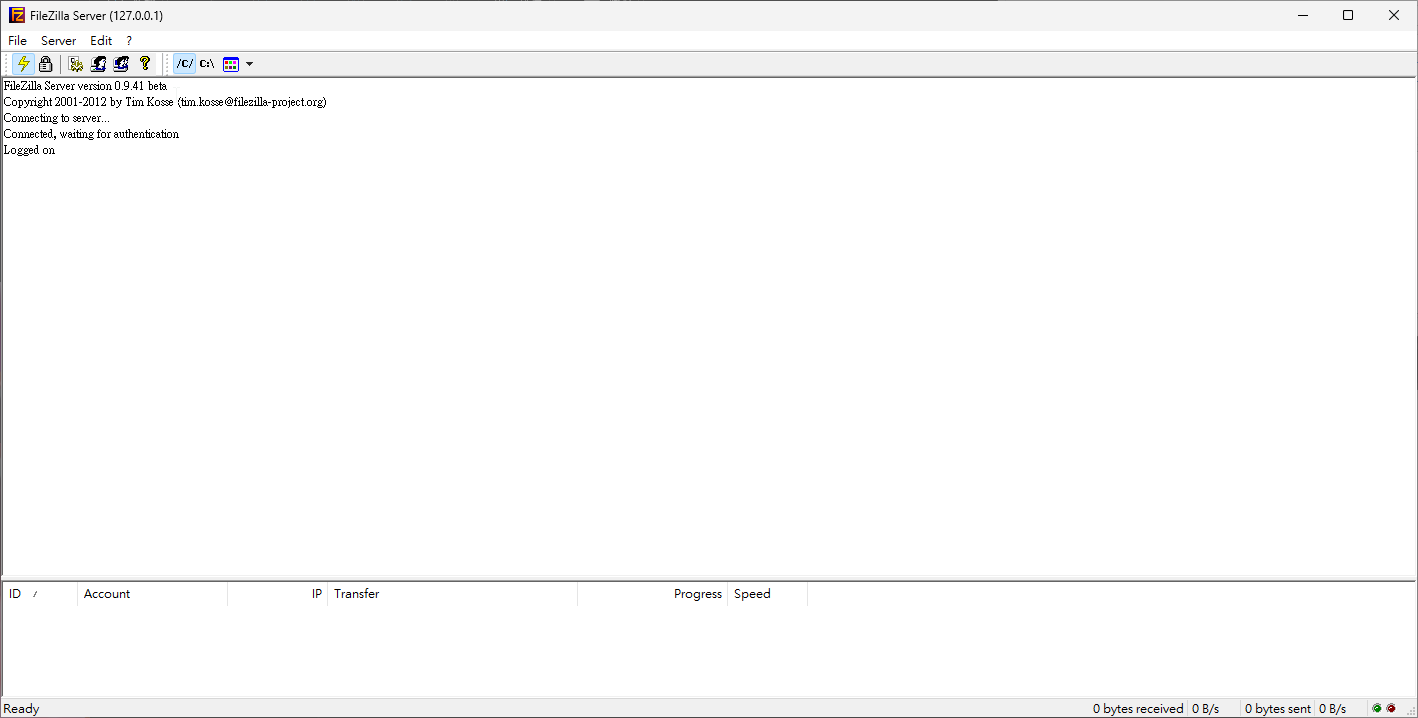 FileZilla Server (127.0.0.1)
File Server Edit ?
/C/ C:\
FileZilla Server version 0.9.41 beta
Copyright 2001-2012 by Tim Kosse (tim.kosse@filezilla-project.org)
Connecting to server...
Connected, waiting for authentication
Logged on
ID / Account IP Transfer Progress Speed
Ready 0 bytes received 0 B/s 0 bytes sent 0 B/s